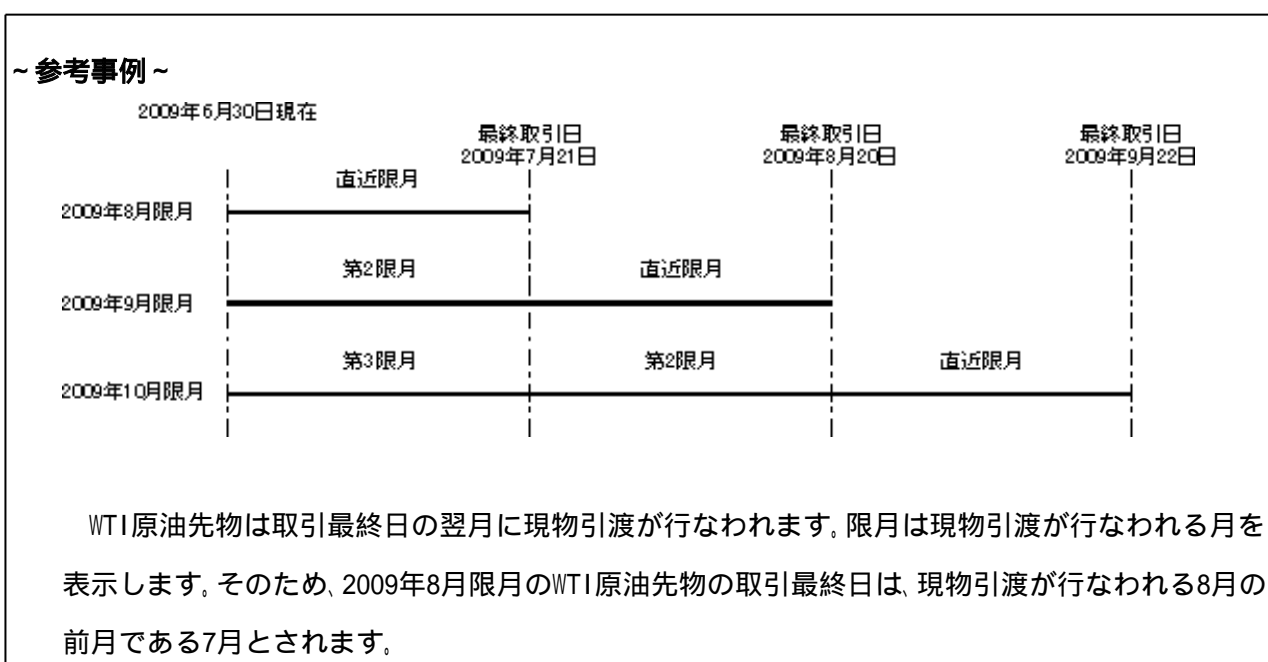 ~参考事例~
2009年6月30日現在
最終取引日 最終取引日 最終取引日
2009年7月21日 2009年8月20日 2009年9月22日
直近限月
2009年8月限月
第2限月 直近限月
2009年9月限月
第3限月 第2限月 直近限月
2009年10月限月
WTI原油先物は取引最終日の翌月に現物引渡が行なわれます。限月は現物引渡が行なわれる月を
表示します。そのため、2009年8月限月のWTI原油先物の取引最終日は、現物引渡が行なわれる8月の
前月である7月とされます。